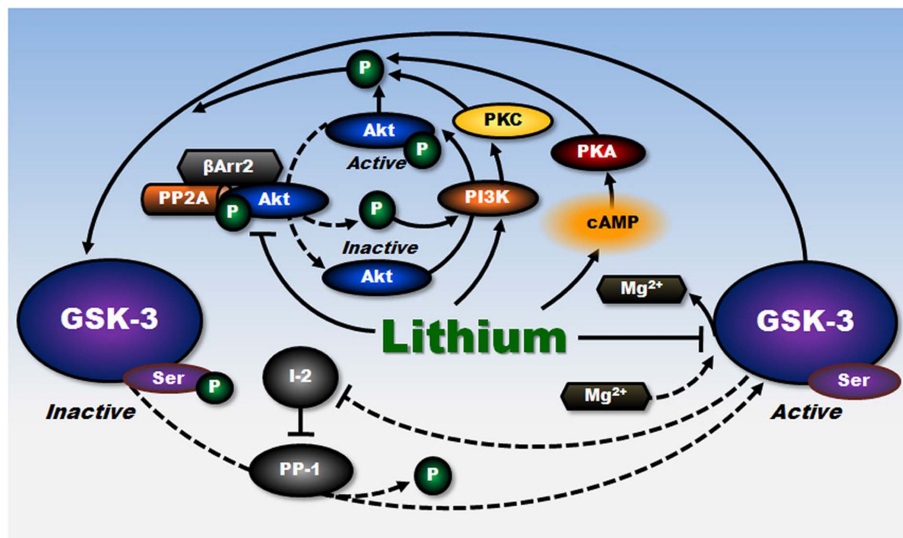 P
Akt
P
Active
PKC
PKA
βArr2
PP2A
P
Akt
P
Inactive
PI3K
cAMP
Akt
Mg²⁺
GSK-3
Lithium
GSK-3
Ser
P
Inactive
I-2
Mg²⁺
Ser
Active
PP-1
P